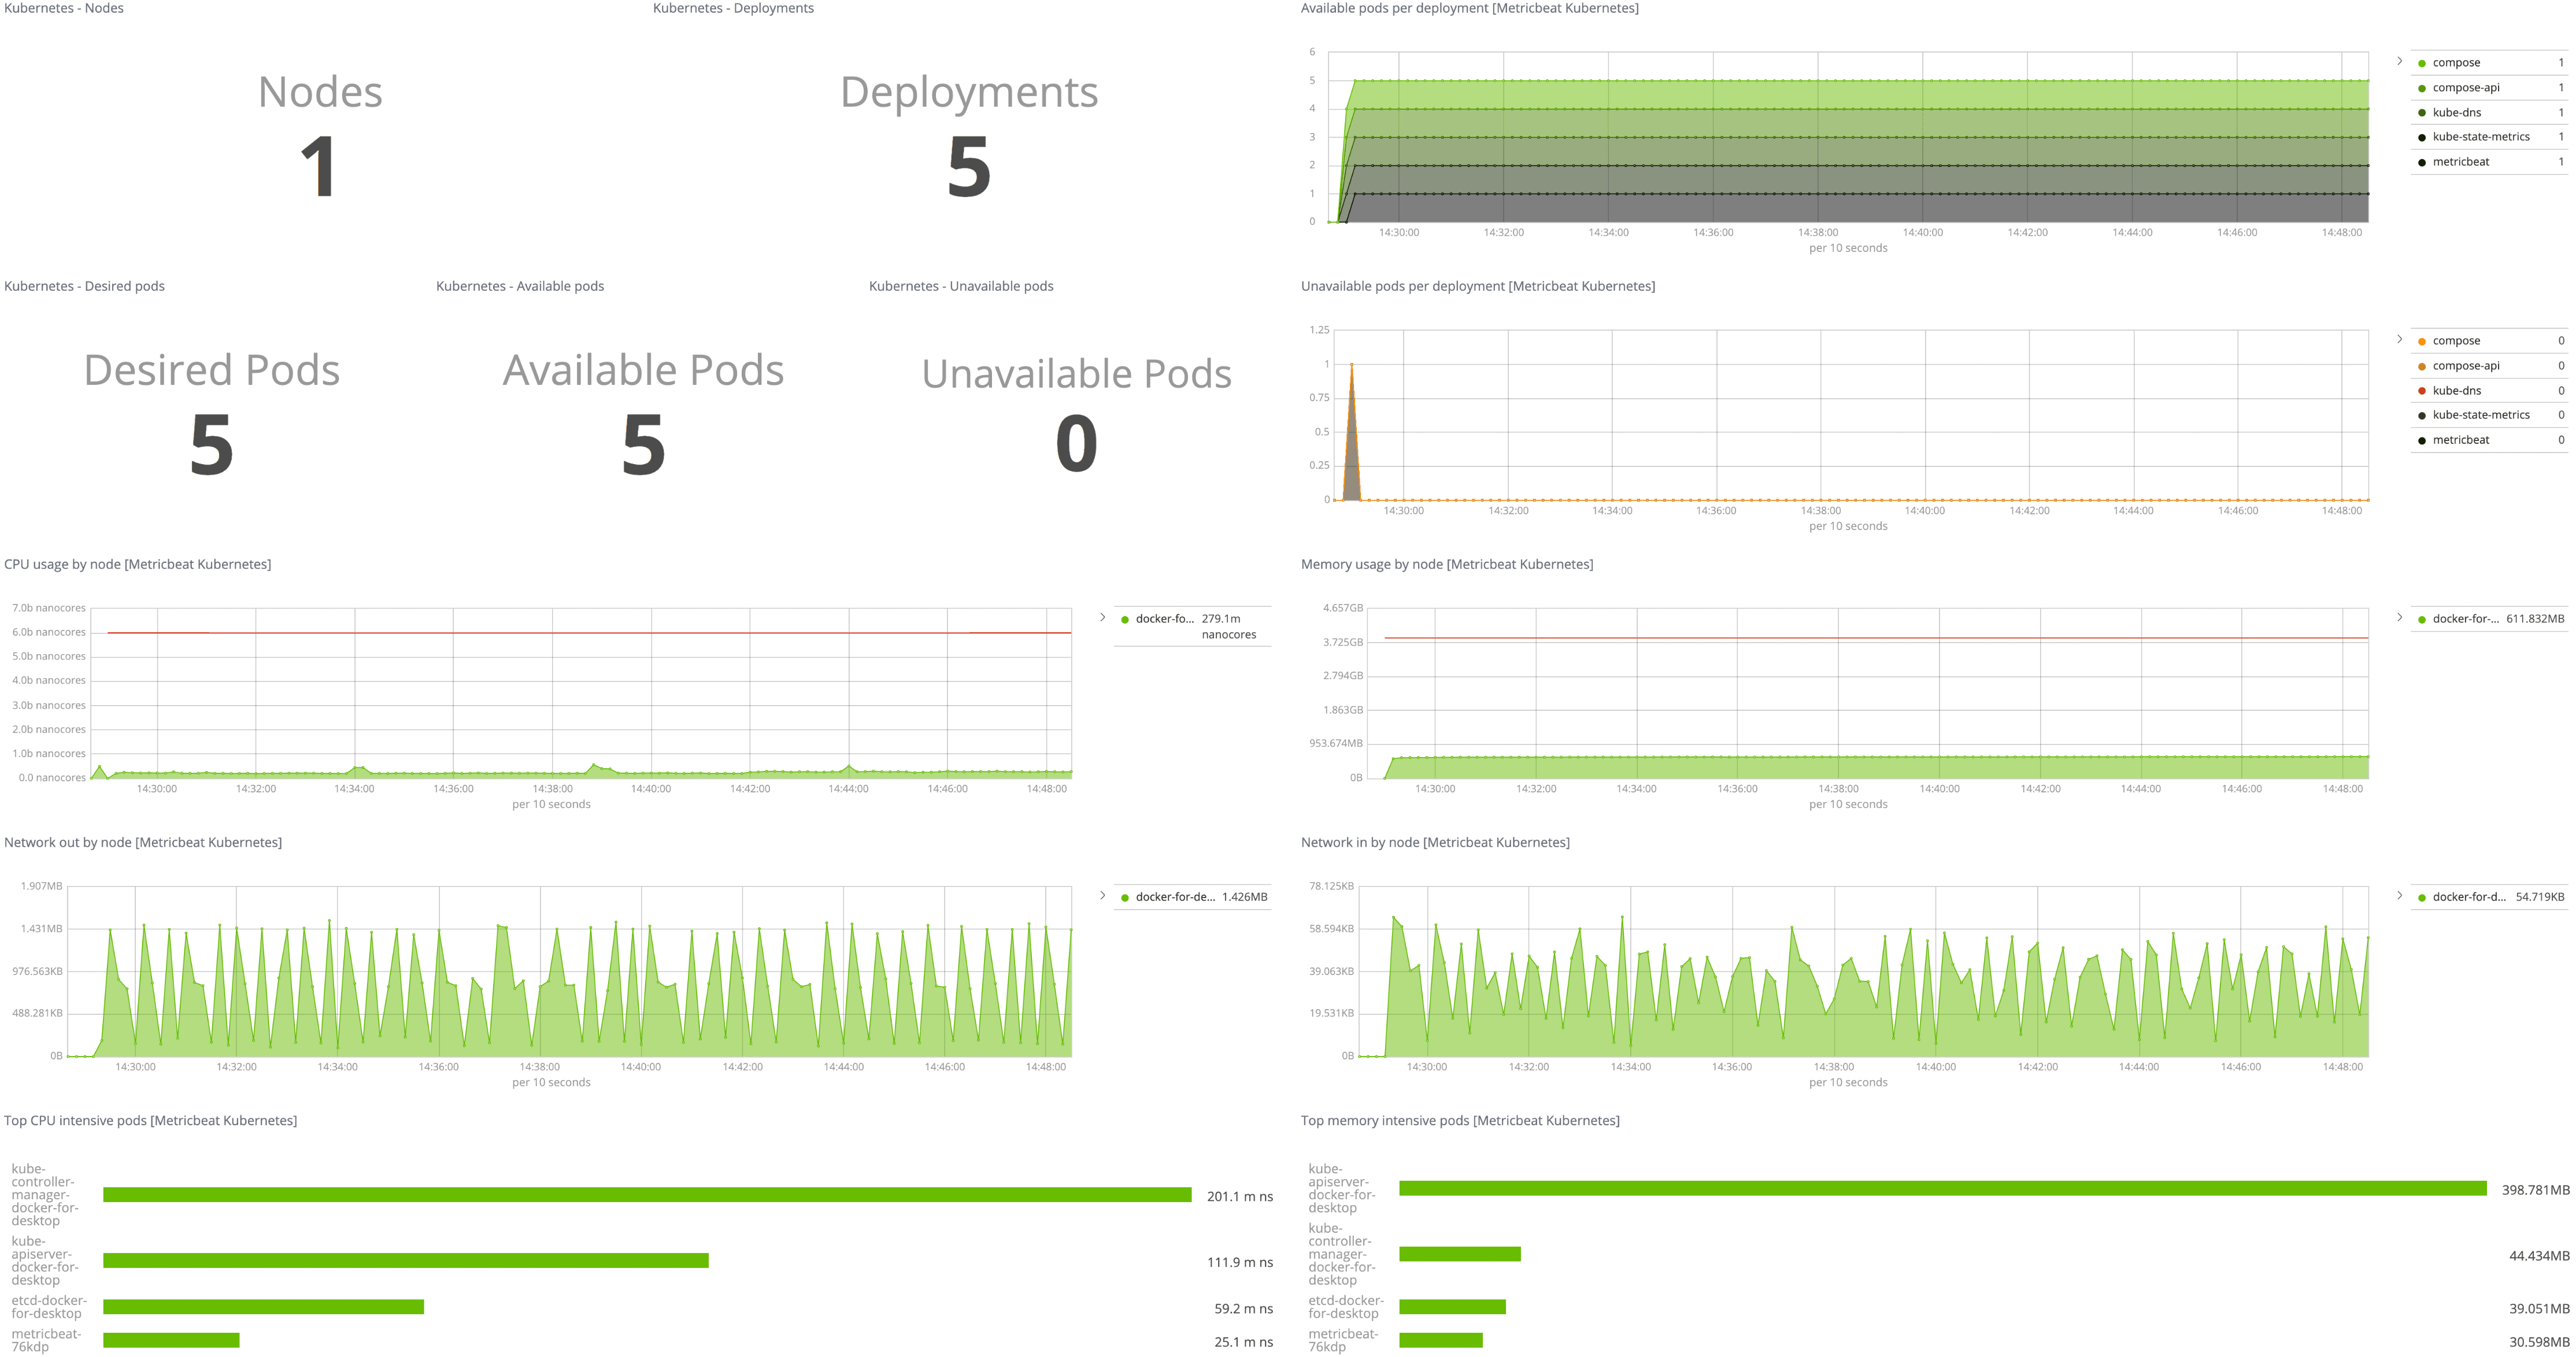 Kubernetes - Nodes
Nodes
1
Kubernetes - Deployments
Deployments
5
Available pods per deployment [Metricbeat Kubernetes]
6
5
4
3
2
1
0
14:30:00 14:32:00 14:34:00 14:36:00 14:38:00 14:40:00 14:42:00 14:44:00 14:46:00 14:48:00
per 10 seconds
compose 1
compose-api 1
kube-dns 1
kube-state-metrics 1
metricbeat 1
Kubernetes - Desired pods
Desired Pods
5
Kubernetes - Available pods
Available Pods
5
Kubernetes - Unavailable pods
Unavailable Pods
0
Unavailable pods per deployment [Metricbeat Kubernetes]
1.25
1
0.75
0.5
0.25
0
14:30:00 14:32:00 14:34:00 14:36:00 14:38:00 14:40:00 14:42:00 14:44:00 14:46:00 14:48:00
per 10 seconds
compose 0
compose-api 0
kube-dns 0
kube-state-metrics 0
metricbeat 0
CPU usage by node [Metricbeat Kubernetes]
7.0b nanocores
6.0b nanocores
5.0b nanocores
4.0b nanocores
3.0b nanocores
2.0b nanocores
1.0b nanocores
0.0 nanocores
14:30:00 14:32:00 14:34:00 14:36:00 14:38:00 14:40:00 14:42:00 14:44:00 14:46:00 14:48:00
per 10 seconds
docker-fo... 279.1m
nanocores
Memory usage by node [Metricbeat Kubernetes]
4.657GB
3.725GB
2.794GB
1.863GB
953.674MB
0B
14:30:00 14:32:00 14:34:00 14:36:00 14:38:00 14:40:00 14:42:00 14:44:00 14:46:00 14:48:00
per 10 seconds
docker-for-... 611.832MB
Network out by node [Metricbeat Kubernetes]
1.907MB
1.431MB
976.563KB
488.281KB
0B
14:30:00 14:32:00 14:34:00 14:36:00 14:38:00 14:40:00 14:42:00 14:44:00 14:46:00 14:48:00
per 10 seconds
docker-for-de... 1.426MB
Network in by node [Metricbeat Kubernetes]
78.125KB
58.594KB
39.063KB
19.531KB
0B
14:30:00 14:32:00 14:34:00 14:36:00 14:38:00 14:40:00 14:42:00 14:44:00 14:46:00 14:48:00
per 10 seconds
docker-for-d... 54.719KB
Top CPU intensive pods [Metricbeat Kubernetes]
kube-
controller-
manager-
docker-for-
desktop
201.1 m ns
kube-
apiserver-
docker-for-
desktop
111.9 m ns
etcd-docker-
for-desktop
59.2 m ns
metricbeat-
76kdp
25.1 m ns
Top memory intensive pods [Metricbeat Kubernetes]
kube-
apiserver-
docker-for-
desktop
398.781MB
kube-
controller-
manager-
docker-for-
desktop
44.434MB
etcd-docker-
for-desktop
39.051MB
metricbeat-
76kdp
30.598MB